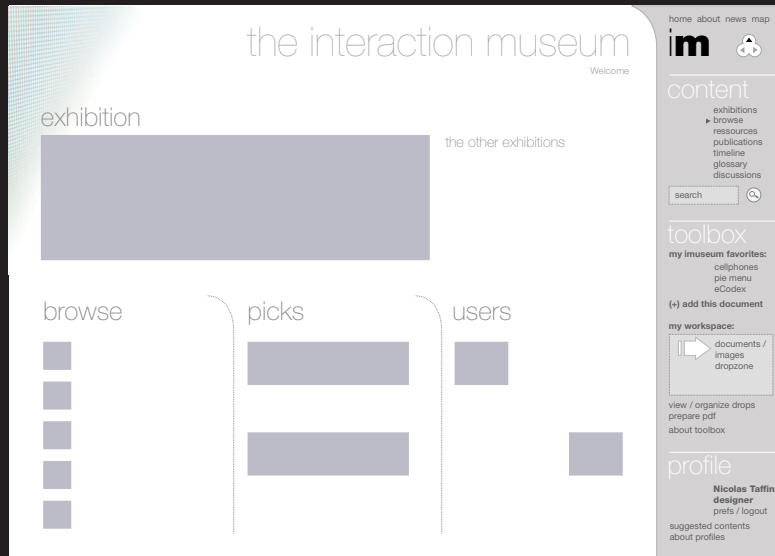 the interaction museum
Welcome
exhibition
the other exhibitions
browse
picks
users
home about news map
im
content
exhibitions
browse
ressources
publications
timeline
glossary
discussions
search
toolbox
my imuseum favorites:
cellphones
pie menu
eCodex
(+) add this document
my workspace:
documents /
images
dropzone
view / organize drops
prepare pdf
about toolbox
profile
Nicolas Taffin
designer
prefs / logout
suggested contents
about profiles